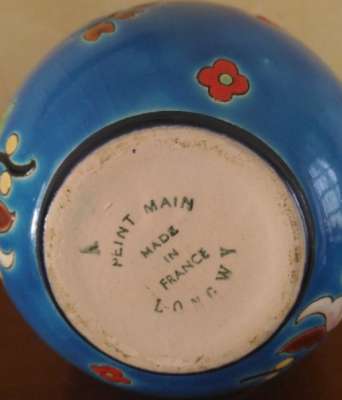 A PEINT MAIN
MADE
IN
FRANCE
LONGWY